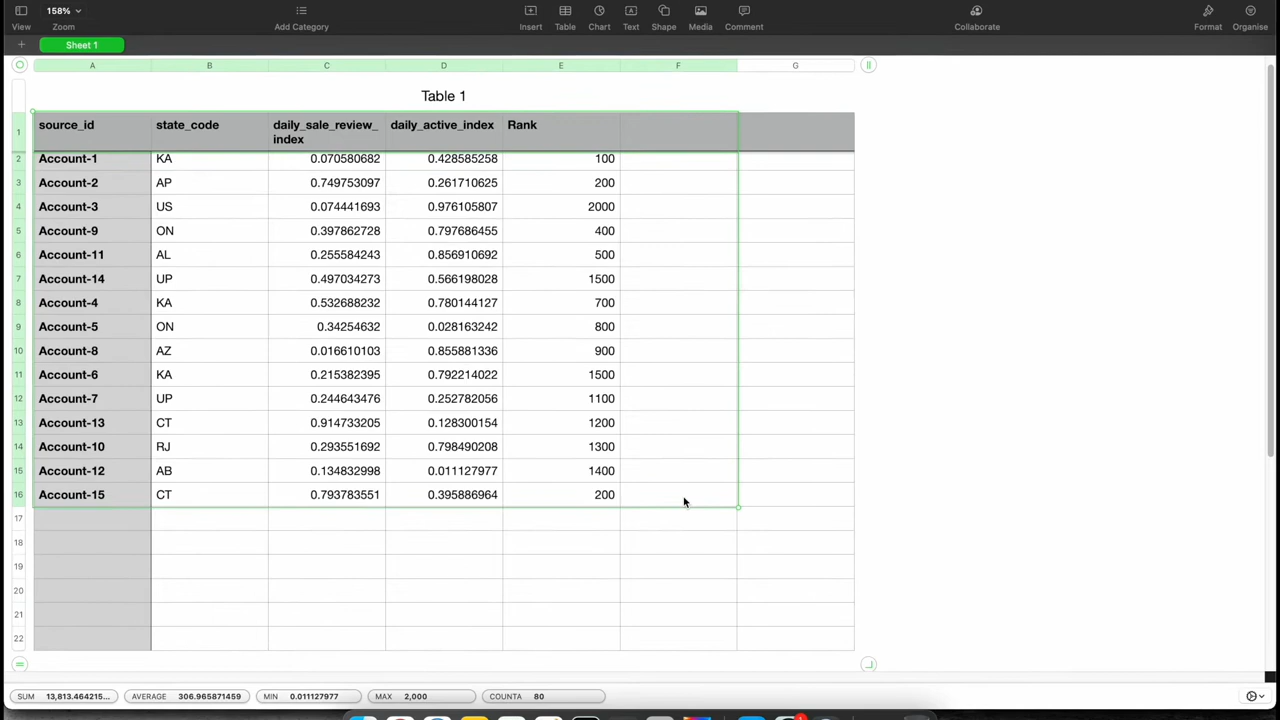 158%
View Zoom Add Category Insert Table Chart Text Shape Media Comment Collaborate Format Organise
Sheet 1
A B C D E F G
Table 1
1 source_id state_code daily_sale_review_ daily_active_index Rank
index
2 Account-1 KA 0.070580682 0.428585258 100
3 Account-2 AP 0.749753097 0.261710625 200
4 Account-3 US 0.074441693 0.976105807 2000
5 Account-9 ON 0.397862728 0.797686455 400
6 Account-11 AL 0.255584243 0.856910692 500
7 Account-14 UP 0.497034273 0.566198028 1500
8 Account-4 KA 0.532688232 0.780144127 700
9 Account-5 ON 0.34254632 0.028163242 800
10 Account-8 AZ 0.016610103 0.855881336 900
11 Account-6 KA 0.215382395 0.792214022 1500
12 Account-7 UP 0.244643476 0.252782056 1100
13 Account-13 CT 0.914733205 0.128300154 1200
14 Account-10 RJ 0.293551692 0.798490208 1300
15 Account-12 AB 0.134832998 0.011127977 1400
16 Account-15 CT 0.793783551 0.395886964 200
17
18
19
20
21
22
SUM 13,813.464215... AVERAGE 306.965871459 MIN 0.011127977 MAX 2,000 COUNTA 80